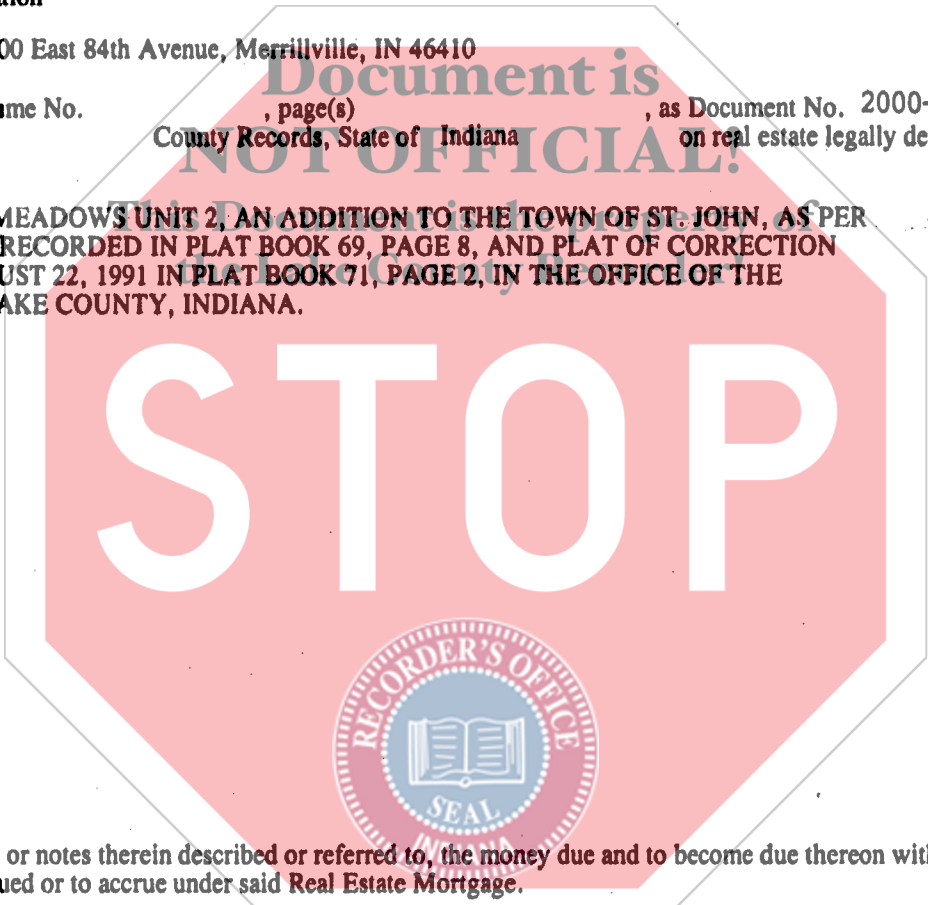 00 East 84th Avenue, Merrillville, IN 46410
Document is
me No. , page(s) , as Document No. 2000-
County Records, State of Indiana on real estate legally de
NOT OFFICIAL!
This Document is the property of
MEADOWS UNIT 2, AN ADDITION TO THE TOWN OF ST. JOHN, AS PER
RECORDED IN PLAT BOOK 69, PAGE 8, AND PLAT OF CORRECTION
UST 22, 1991 IN PLAT BOOK 71, PAGE 2, IN THE OFFICE OF THE
the Lake County Recorder!
AKE COUNTY, INDIANA.
STOP
RECORDER'S OFFICE
SEAL
INDIANA
or notes therein described or referred to, the money due and to become due thereon wit
ued or to accrue under said Real Estate Mortgage.